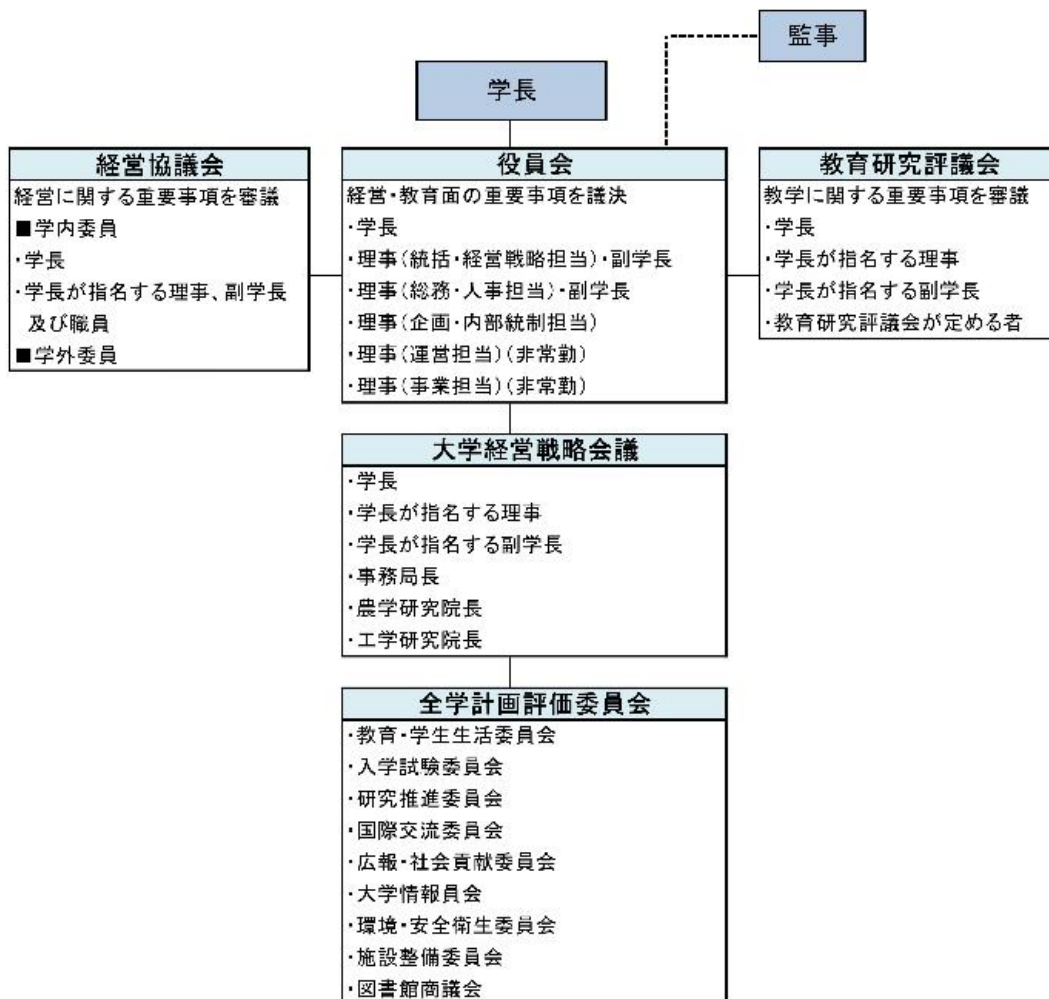 監事
学長
経営協議会
経営に関する重要事項を審議
■学内委員
・学長
・学長が指名する理事、副学長
及び職員
■学外委員
役員会
経営・教育面の重要事項を議決
・学長
・理事(統括・経営戦略担当)・副学長
・理事(総務・人事担当)・副学長
・理事(企画・内部統制担当)
・理事(運営担当)(非常勤)
・理事(事業担当)(非常勤)
教育研究評議会
教学に関する重要事項を審議
・学長
・学長が指名する理事
・学長が指名する副学長
・教育研究評議会が定める者
大学経営戦略会議
・学長
・学長が指名する理事
・学長が指名する副学長
・事務局長
・農学研究院長
・工学研究院長
全学計画評価委員会
・教育・学生生活委員会
・入学試験委員会
・研究推進委員会
・国際交流委員会
・広報・社会貢献委員会
・大学情報員会
・環境・安全衛生委員会
・施設整備委員会
・図書館商議会